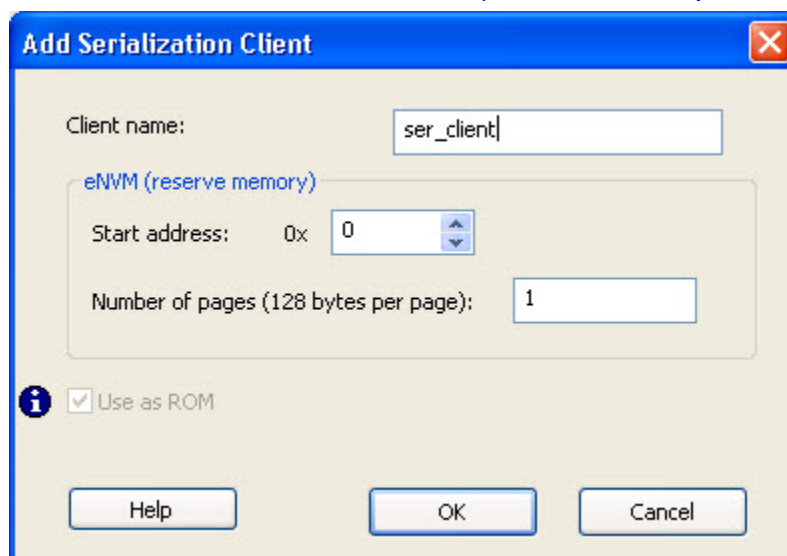 Add Serialization Client
Client name: ser_client
eNVM (reserve memory)
Start address: 0x 0
Number of pages (128 bytes per page): 1
Use as ROM
Help OK Cancel